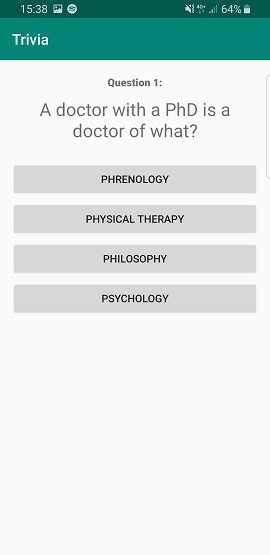 15:38 64%
Trivia
Question 1:
A doctor with a PhD is a
doctor of what?
PHRENOLOGY
PHYSICAL THERAPY
PHILOSOPHY
PSYCHOLOGY